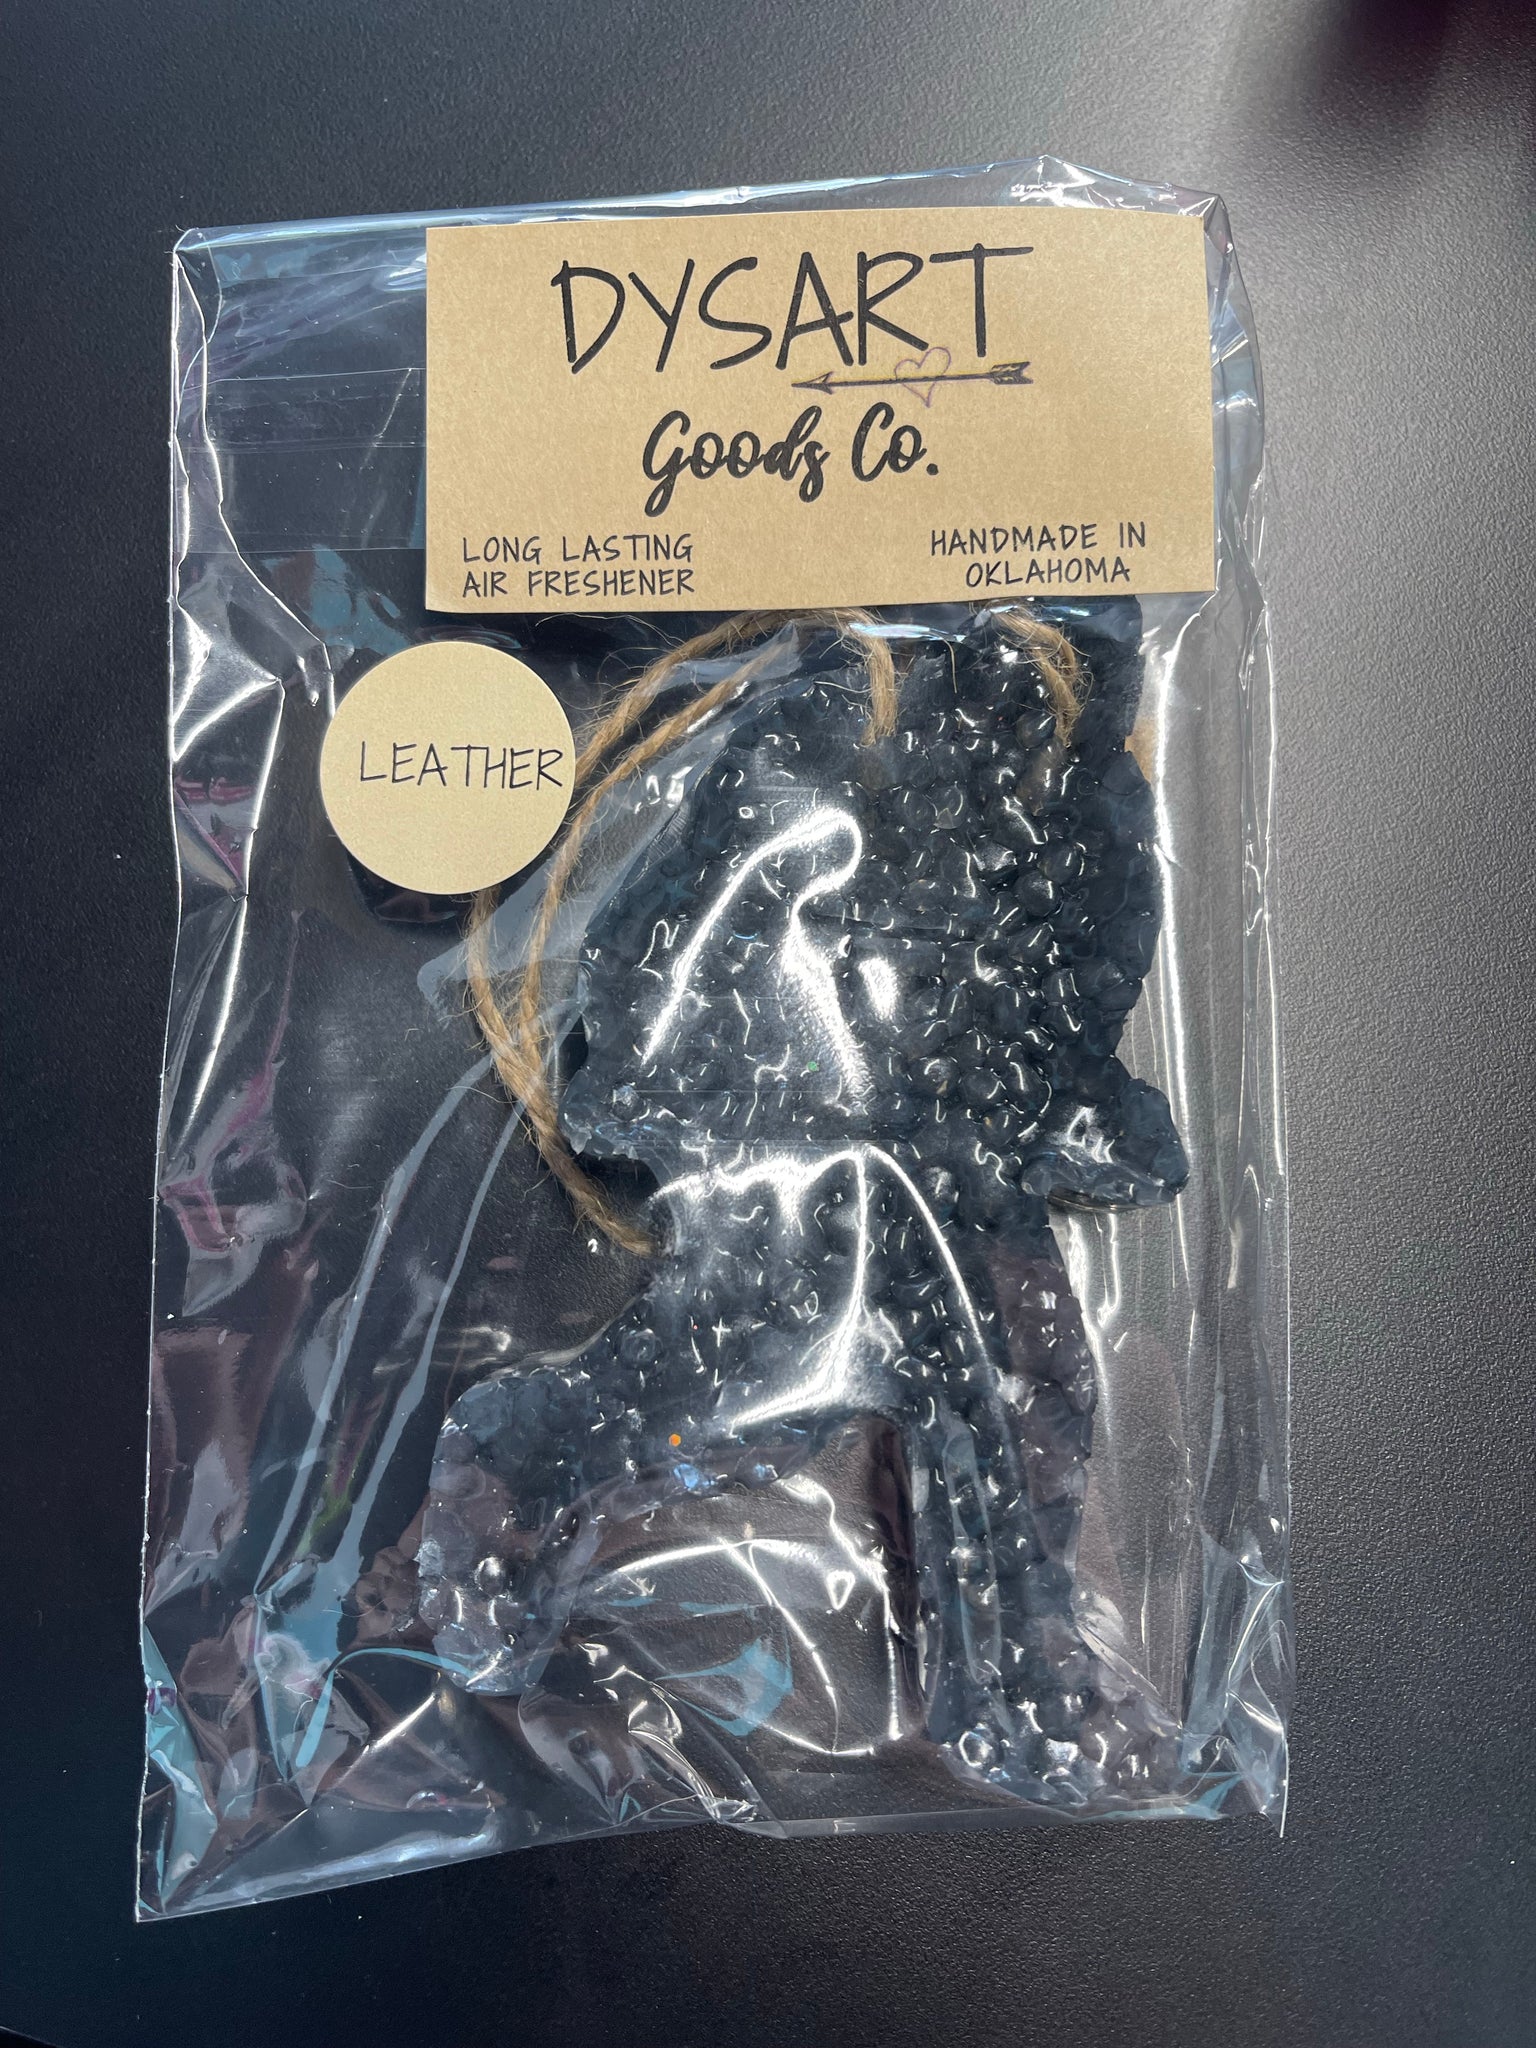 DYSART
Goods Co.
LONG LASTING
AIR FRESHENER
HANDMADE IN
OKLAHOMA
LEATHER